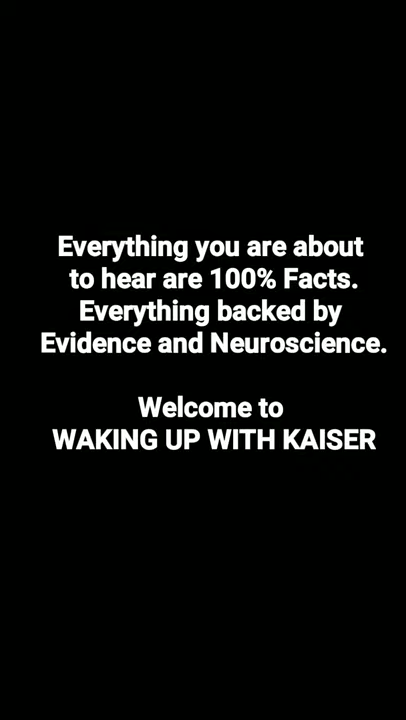 Everything you are about
to hear are 100% Facts.
Everything backed by
Evidence and Neuroscience.
Welcome to
WAKING UP WITH KAISER